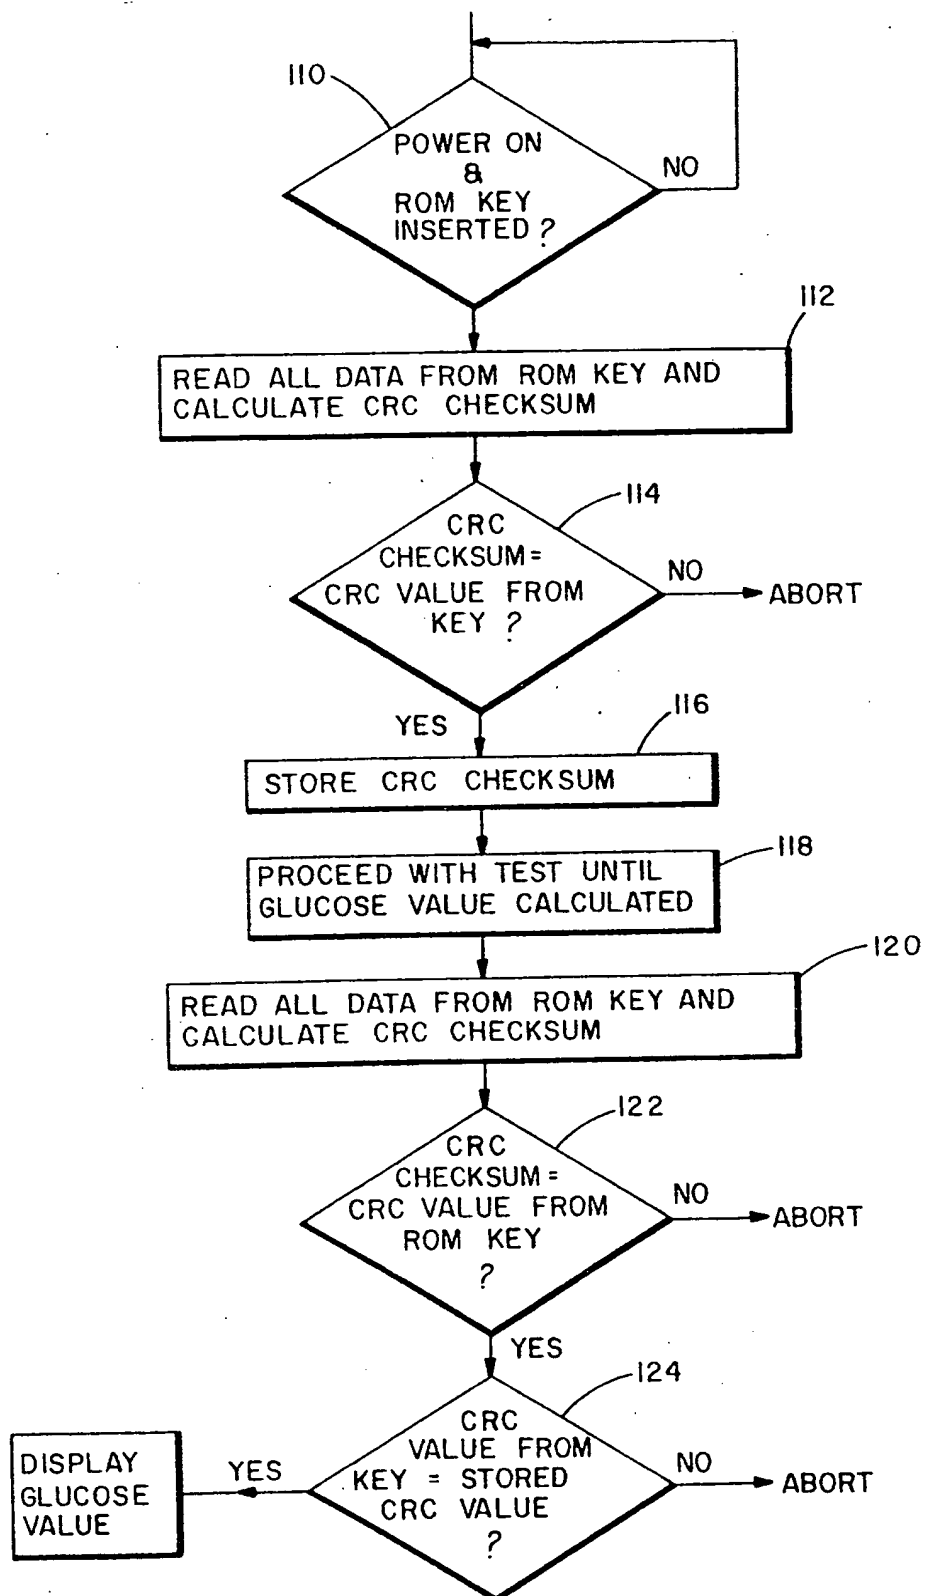 110
POWER ON
&
ROM KEY
INSERTED ?
NO
112
READ ALL DATA FROM ROM KEY AND
CALCULATE CRC CHECKSUM
114
CRC
CHECKSUM=
CRC VALUE FROM
KEY ?
NO
ABORT
YES
116
STORE CRC CHECKSUM
118
PROCEED WITH TEST UNTIL
GLUCOSE VALUE CALCULATED
120
READ ALL DATA FROM ROM KEY AND
CALCULATE CRC CHECKSUM
122
CRC
CHECKSUM=
CRC VALUE FROM
ROM KEY
?
NO
ABORT
YES
124
CRC
VALUE FROM
KEY = STORED
CRC VALUE
?
NO
ABORT
YES
DISPLAY
GLUCOSE
VALUE